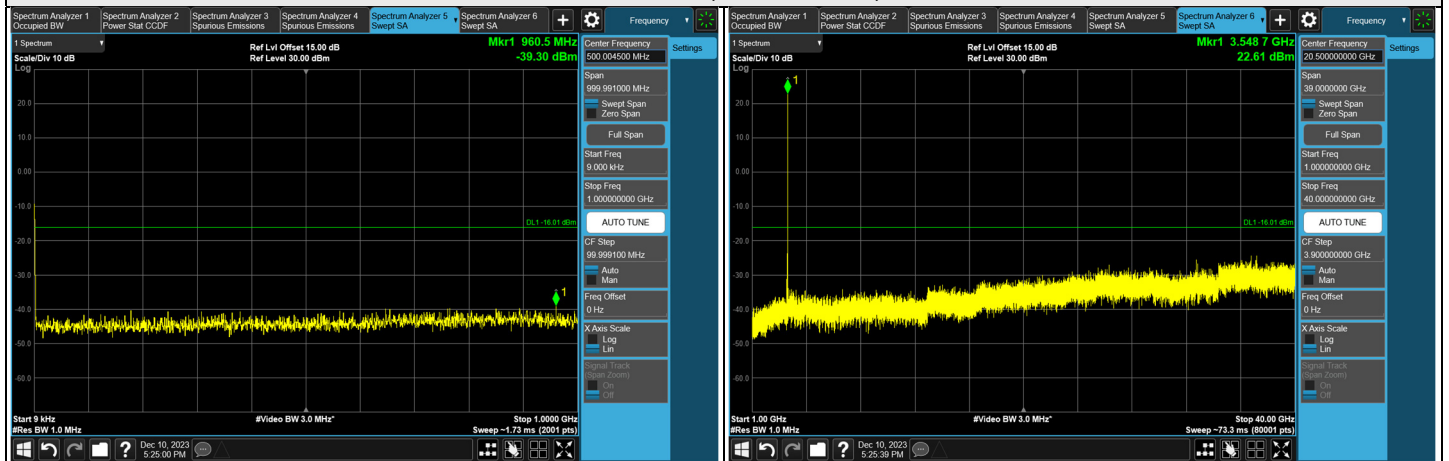 Spectrum Analyzer 1 Spectrum Analyzer 2 Spectrum Analyzer 3 Spectrum Analyzer 4 Spectrum Analyzer 5 Spectrum Analyzer 6 + Frequency
Occupied BW Power Stat CCDF Spurious Emissions Spurious Emissions Swept SA Swept SA
1 Spectrum
Scale/Div 10 dB
Log
Ref Lvl Offset 15.00 dB
Ref Level 30.00 dBm
Mkr1 960.5 MHz
-39.30 dBm
1
20.0
10.0
0.00
-10.0
-20.0
-30.0
-40.0
-50.0
-60.0
DL1 -16.01 dBm
Start 9 kHz
#Res BW 1.0 MHz
#Video BW 3.0 MHz*
Stop 1.0000 GHz
Sweep ~1.73 ms (2001 pts)
Center Frequency
500.004500 MHz
Settings
Span
999.991000 MHz
Swept Span
Zero Span
Full Span
Start Freq
9.000 kHz
Stop Freq
1.000000000 GHz
AUTO TUNE
CF Step
99.999100 MHz
Auto
Man
Freq Offset
0 Hz
X Axis Scale
Log
Lin
Signal Track
(Span Zoom)
On
Off
?
Dec 10, 2023
5:25:00 PM
Spectrum Analyzer 1 Spectrum Analyzer 2 Spectrum Analyzer 3 Spectrum Analyzer 4 Spectrum Analyzer 5 Spectrum Analyzer 6 + Frequency
Occupied BW Power Stat CCDF Spurious Emissions Spurious Emissions Swept SA Swept SA
1 Spectrum
Scale/Div 10 dB
Log
Ref Lvl Offset 15.00 dB
Ref Level 30.00 dBm
Mkr1 3.548 7 GHz
22.61 dBm
1
20.0
10.0
0.00
-10.0
-20.0
-30.0
-40.0
-50.0
-60.0
DL1 -16.01 dBm
Start 1.00 GHz
#Res BW 1.0 MHz
#Video BW 3.0 MHz*
Stop 40.00 GHz
Sweep ~73.3 ms (80001 pts)
Center Frequency
20.500000000 GHz
Settings
Span
39.0000000 GHz
Swept Span
Zero Span
Full Span
Start Freq
1.000000000 GHz
Stop Freq
40.000000000 GHz
AUTO TUNE
CF Step
3.900000000 GHz
Auto
Man
Freq Offset
0 Hz
X Axis Scale
Log
Lin
Signal Track
(Span Zoom)
On
Off
?
Dec 10, 2023
5:25:39 PM